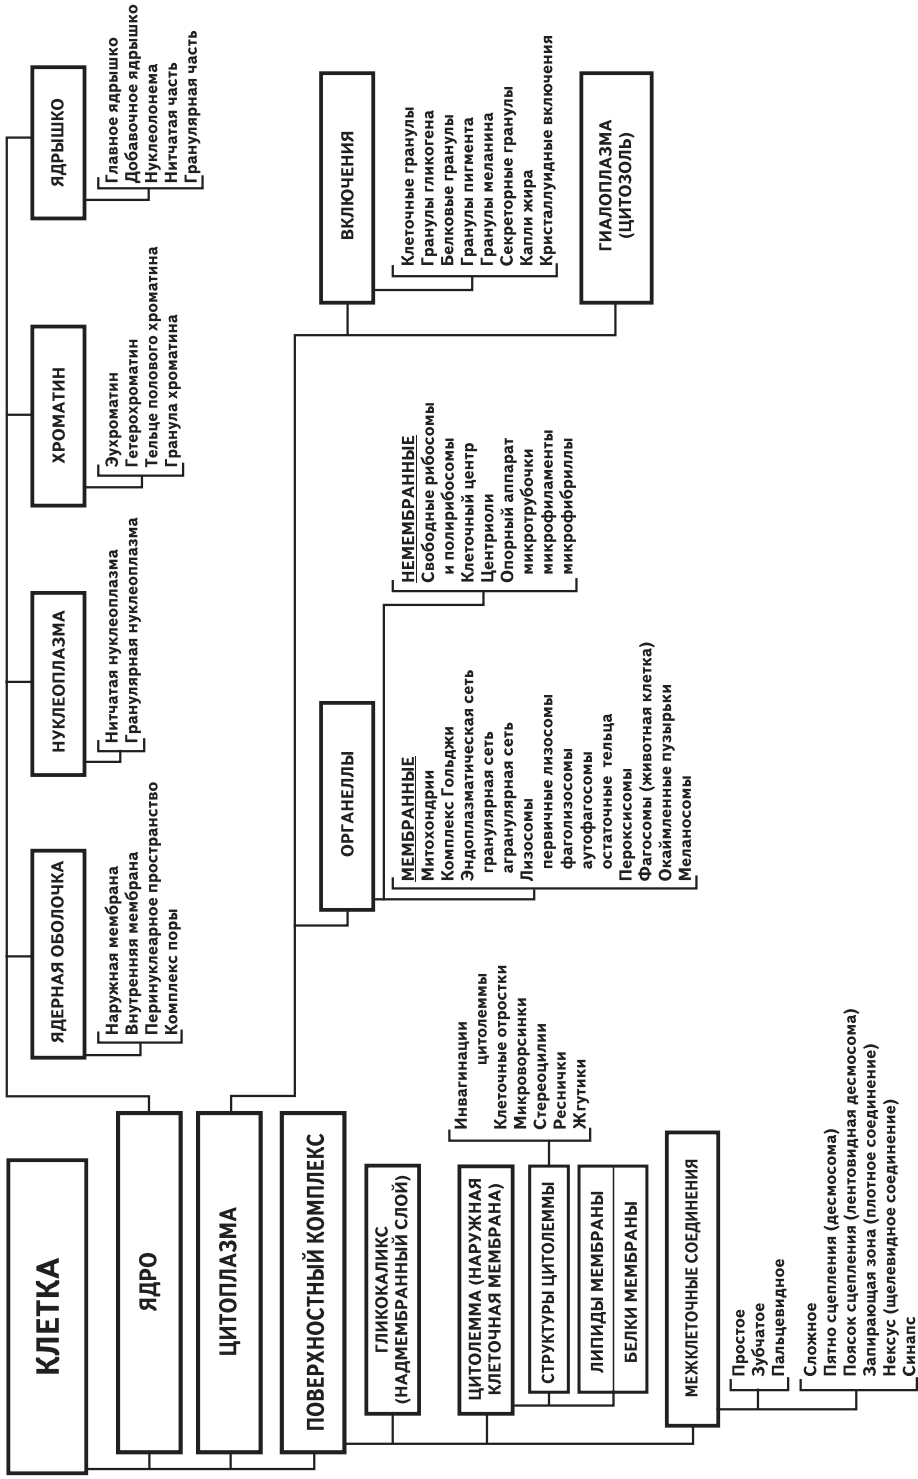 КЛЕТКА
ЯДРО
ЯДЕРНАЯ ОБОЛОЧКА
Наружная мембрана
Внутренняя мембрана
Перинуклеарное пространство
Комплекс поры
НУКЛЕОПЛАЗМА
Нитчатая нуклеоплазма
Гранулярная нуклеоплазма
ХРОМАТИН
Эухроматин
Гетерохроматин
Тельце полового хроматина
Гранула хроматина
ЯДРЫШКО
Главное ядрышко
Добавочное ядрышко
Нуклеолонема
Нитчатая часть
Гранулярная часть
ЦИТОПЛАЗМА
ОРГАНЕЛЛЫ
МЕМБРАННЫЕ
Митохондрии
Комплекс Гольджи
Эндоплазматическая сеть
гранулярная сеть
агранулярная сеть
Лизосомы
первичные лизосомы
фаголизосомы
аутофагосомы
остаточные тельца
Пероксисомы
Фагосомы (животная клетка)
Окаймленные пузырьки
Меланосомы
НЕМЕМБРАННЫЕ
Свободные рибосомы
и полирибосомы
Клеточный центр
Центриоли
Опорный аппарат
микротрубочки
микрофиламенты
микрофибриллы
ВКЛЮЧЕНИЯ
Клеточные гранулы
Гранулы гликогена
Белковые гранулы
Гранулы пигмента
Гранулы меланина
Секреторные гранулы
Капли жира
Кристаллуидные включения
ГИАЛОПЛАЗМА
(ЦИТОЗОЛЬ)
ПОВЕРХНОСТНЫЙ КОМПЛЕКС
ГЛИКОКАЛИКС
(НАДМЕМБРАННЫЙ СЛОЙ)
ЦИТОЛЕММА (НАРУЖНАЯ
КЛЕТОЧНАЯ МЕМБРАНА)
СТРУКТУРЫ ЦИТОЛЕММЫ
Инвагинации
цитолеммы
Клеточные отростки
Микроворсинки
Стереоцилии
Реснички
Жгутики
ЛИПИДЫ МЕМБРАНЫ
БЕЛКИ МЕМБРАНЫ
МЕЖКЛЕТОЧНЫЕ СОЕДИНЕНИЯ
Простое
Зубчатое
Пальцевидное
Сложное
Пятно сцепления (десмосома)
Поясок сцепления (лентовидная десмосома)
Запирающая зона (плотное соединение)
Нексус (щелевидное соединение)
Синапс